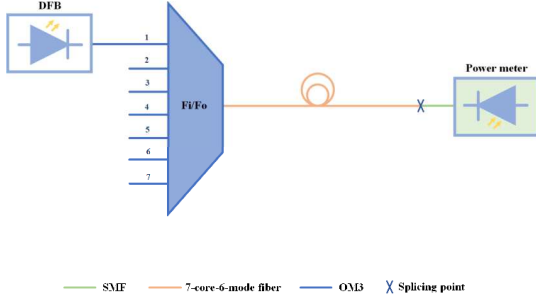 DFB
1
2
3
4
5
6
7
Fi/Fo
Power meter
SMF
7-core-6-mode fiber
OM3
Splicing point